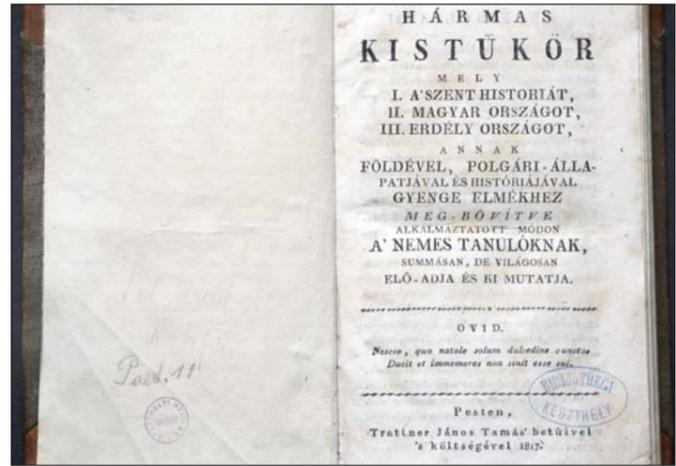 Paed. 11
HÁRMAS
KISTŰKÖR
MELY
I. A'SZENT HISTORIÁT,
II. MAGYAR ORSZÁGOT,
III. ERDÉLY ORSZÁGOT,
ANNAK
FÖLDÉVEL, POLGÁRI-ÁLLA-
PATJÁVAL ÉS HISTÓRIÁJÁVAL
GYENGE ELMÉKHEZ
MEG-BŐVÍTVE
ALKALMAZTATOTT MÓDON
A' NEMES TANULÓKNAK,
SUMMÁSAN, DE VILÁGOSAN
ELŐ-ADJA ÉS KI MUTATJA.
OVID.
Nescio, qua natale solum dulcedine cunctos
Ducit et immemores non sinit esse sui.
BIBLIOTHECA
KESZTHELY
Pesten,
Trattner János Tamás' betűivel
's költségével 1817.